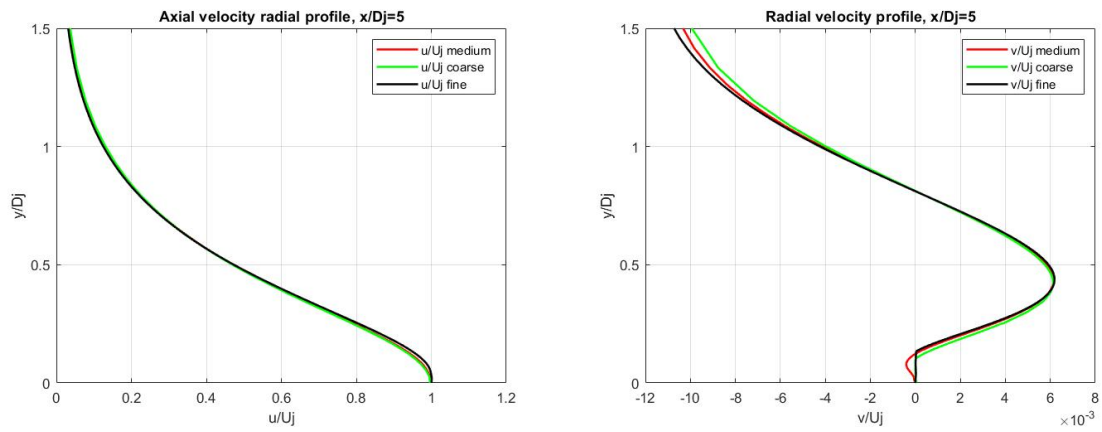 Axial velocity radial profile, x/Dj=5
1.5
1
0.5
0
y/Dj
u/Uj medium
u/Uj coarse
u/Uj fine
0
0.2
0.4
0.6
0.8
1
1.2
u/Uj
Radial velocity profile, x/Dj=5
1.5
1
0.5
0
y/Dj
v/Uj medium
v/Uj coarse
v/Uj fine
-12
-10
-8
-6
-4
-2
0
2
4
6
8
v/Uj
×10⁻³